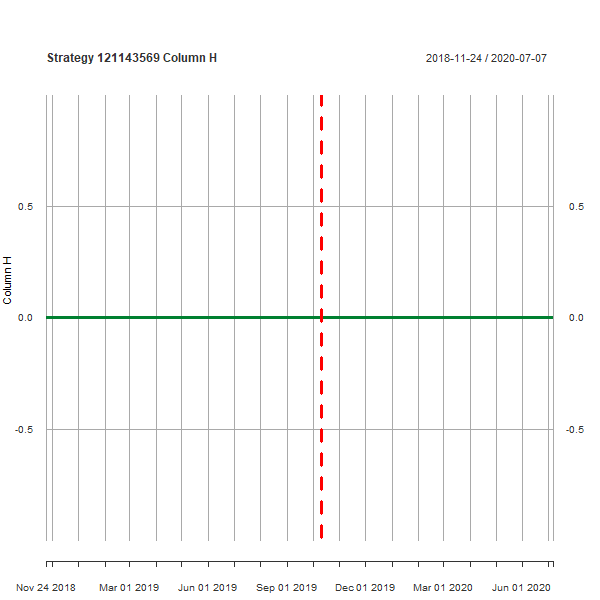 Strategy 121143569 Column H
2018-11-24 / 2020-07-07
0.5
0.5
Column H
0.0
0.0
-0.5
-0.5
Nov 24 2018
Mar 01 2019
Jun 01 2019
Sep 01 2019
Dec 01 2019
Mar 01 2020
Jun 01 2020